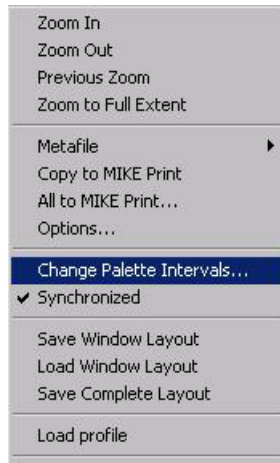 Zoom In
Zoom Out
Previous Zoom
Zoom to Full Extent
Metafile
Copy to MIKE Print
All to MIKE Print...
Options...
Change Palette Intervals...
Synchronized
Save Window Layout
Load Window Layout
Save Complete Layout
Load profile